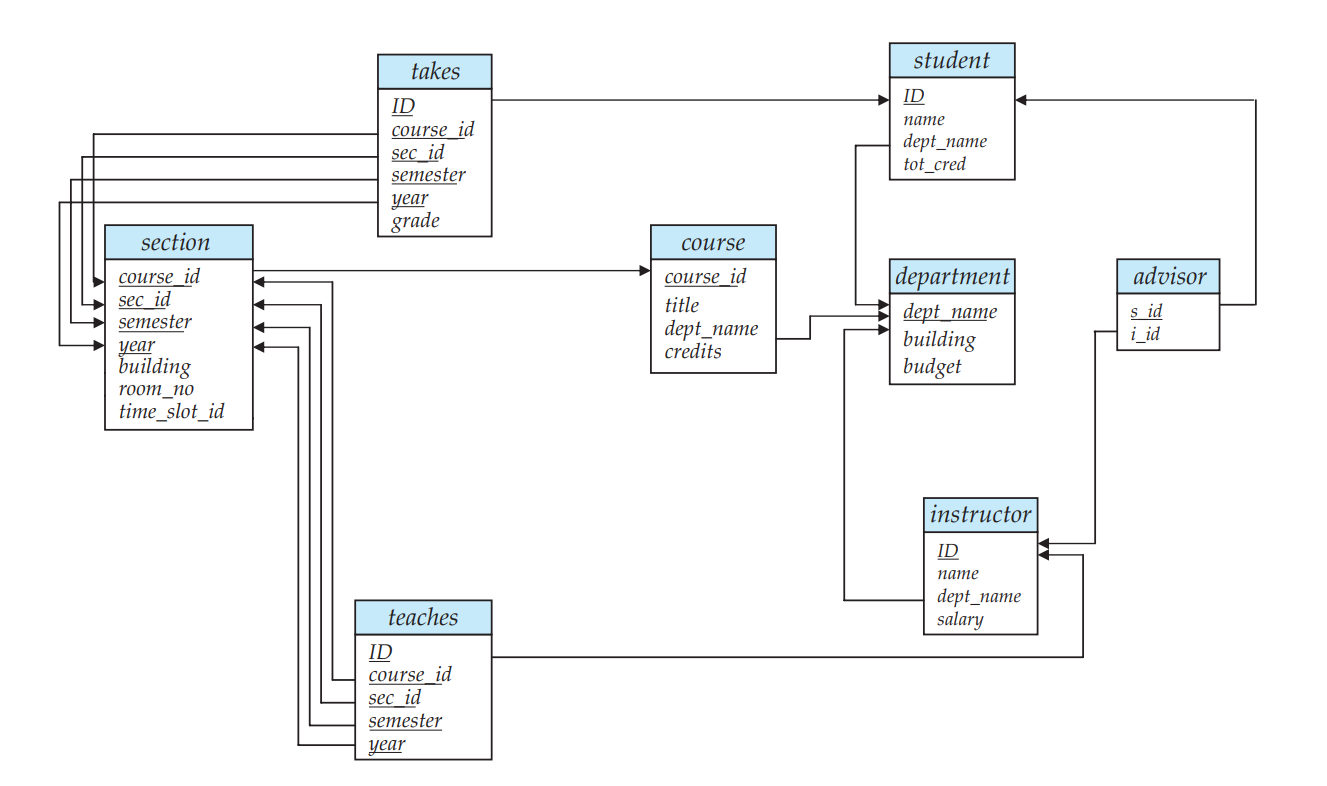 takes
ID
course_id
sec_id
semester
year
grade
student
ID
name
dept_name
tot_cred
section
course_id
sec_id
semester
year
building
room_no
time_slot_id
course
course_id
title
dept_name
credits
department
dept_name
building
budget
advisor
s_id
i_id
instructor
ID
name
dept_name
salary
teaches
ID
course_id
sec_id
semester
year